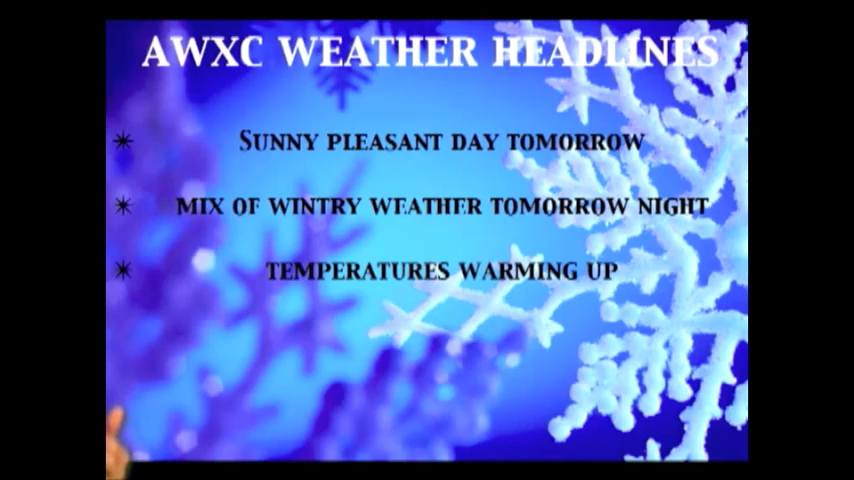 AWXC WEATHER HEADLINES
SUNNY PLEASANT DAY TOMORROW
MIX OF WINTRY WEATHER TOMORROW NIGHT
TEMPERATURES WARMING UP